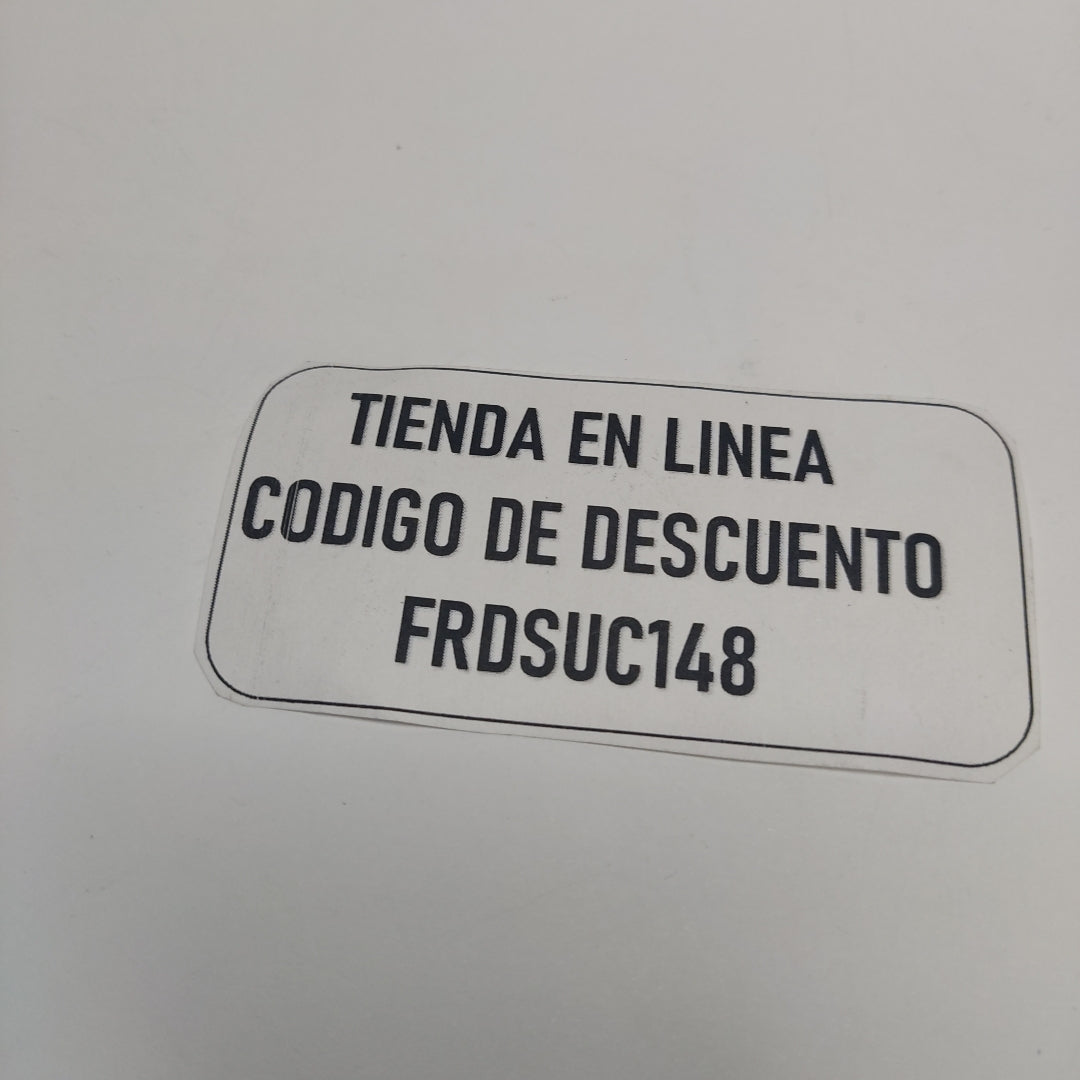 TIENDA EN LINEA
CODIGO DE DESCUENTO
FRDSUC148